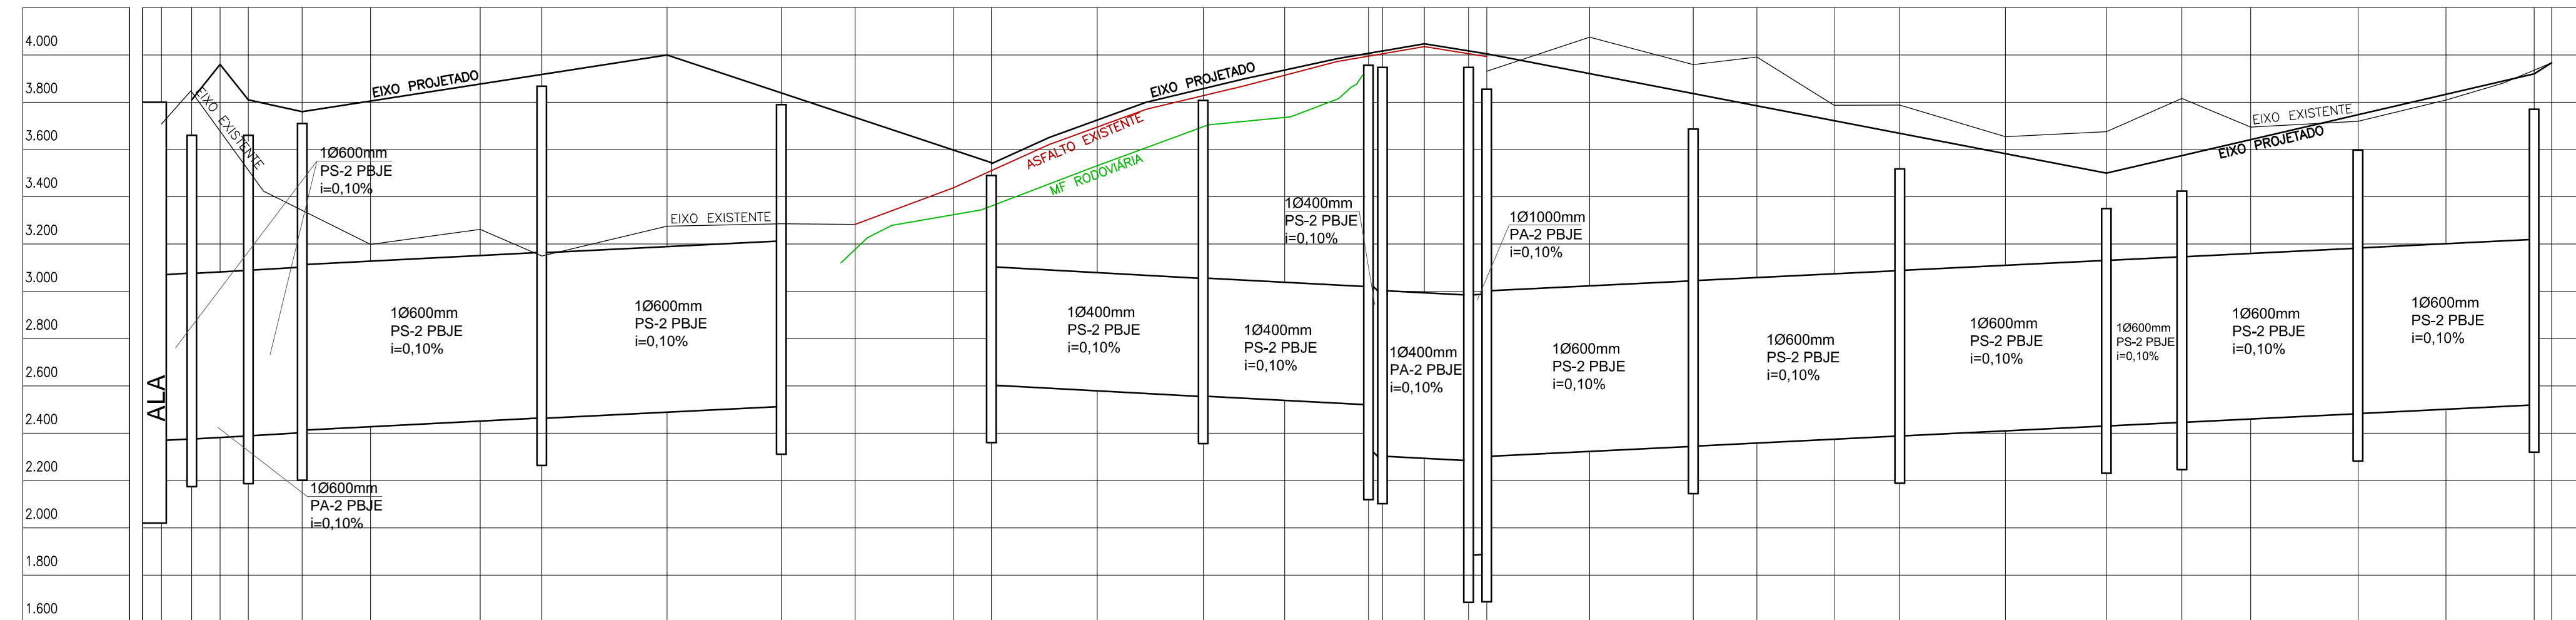 4.000
3.800
3.600
3.400
3.200
3.000
2.800
2.600
2.400
2.200
2.000
1.800
1.600
ALA
EIXO EXISTENTE
EIXO PROJETADO
1Ø600mm
PS-2 PBJE
i=0,10%
1Ø600mm
PA-2 PBJE
i=0,10%
1Ø600mm
PS-2 PBJE
i=0,10%
1Ø600mm
PS-2 PBJE
i=0,10%
EIXO EXISTENTE
EIXO PROJETADO
ASFALTO EXISTENTE
MF RODOVIÁRIA
1Ø400mm
PS-2 PBJE
i=0,10%
1Ø400mm
PS-2 PBJE
i=0,10%
1Ø400mm
PS-2 PBJE
i=0,10%
1Ø400mm
PA-2 PBJE
i=0,10%
1Ø1000mm
PA-2 PBJE
i=0,10%
1Ø600mm
PS-2 PBJE
i=0,10%
1Ø600mm
PS-2 PBJE
i=0,10%
1Ø600mm
PS-2 PBJE
i=0,10%
1Ø600mm
PS-2 PBJE
i=0,10%
1Ø600mm
PS-2 PBJE
i=0,10%
1Ø600mm
PS-2 PBJE
i=0,10%
EIXO EXISTENTE
EIXO PROJETADO